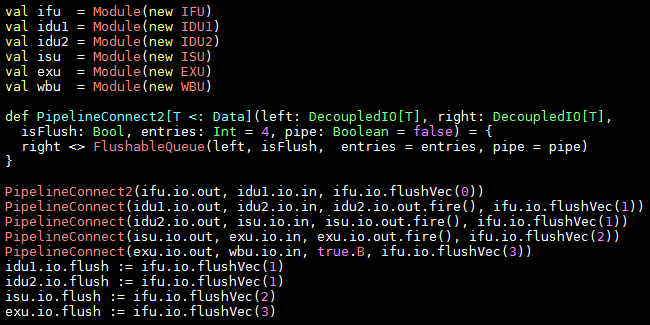 val ifu  = Module(new IFU)
val idu1 = Module(new IDU1)
val idu2 = Module(new IDU2)
val isu  = Module(new ISU)
val exu  = Module(new EXU)
val wbu  = Module(new WBU)
def PipelineConnect2[T <: Data](left: DecoupledIO[T], right: DecoupledIO[T],
  isFlush: Bool, entries: Int = 4, pipe: Boolean = false) = {
  right <> FlushableQueue(left, isFlush,  entries = entries, pipe = pipe)
}
PipelineConnect2(ifu.io.out, idu1.io.in, ifu.io.flushVec(0))
PipelineConnect(idu1.io.out, idu2.io.in, idu2.io.out.fire(), ifu.io.flushVec(1))
PipelineConnect(idu2.io.out, isu.io.in, isu.io.out.fire(), ifu.io.flushVec(1))
PipelineConnect(isu.io.out, exu.io.in, exu.io.out.fire(), ifu.io.flushVec(2))
PipelineConnect(exu.io.out, wbu.io.in, true.B, ifu.io.flushVec(3))
idu1.io.flush := ifu.io.flushVec(1)
idu2.io.flush := ifu.io.flushVec(1)
isu.io.flush := ifu.io.flushVec(2)
exu.io.flush := ifu.io.flushVec(3)